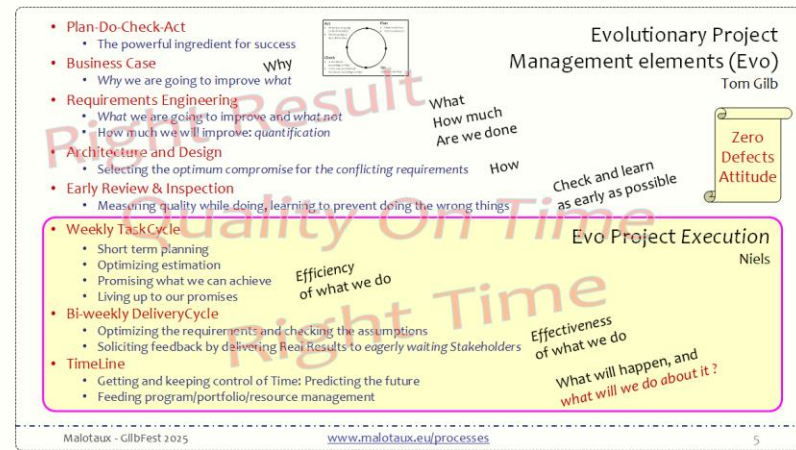 • Plan-Do-Check-Act
• The powerful ingredient for success
• Business Case
• Why we are going to improve what
• Requirements Engineering
• What we are going to improve and what not
• How much we will improve: quantification
• Architecture and Design
• Selecting the optimum compromise for the conflicting requirements
• Early Review & Inspection
• Measuring quality while doing, learning to prevent doing the wrong things
Why
What
How much
Are we done
How
Check and learn
as early as possible
Evolutionary Project
Management elements (Evo)
Tom Gilb
Zero
Defects
Attitude
Right Result
Quality On Time
Right Time
• Weekly TaskCycle
• Short term planning
• Optimizing estimation
• Promising what we can achieve
• Living up to our promises
Efficiency
of what we do
Evo Project Execution
Niels
• Bi-weekly DeliveryCycle
• Optimizing the requirements and checking the assumptions
• Soliciting feedback by delivering Real Results to eagerly waiting Stakeholders
Effectiveness
of what we do
• TimeLine
• Getting and keeping control of Time: Predicting the future
• Feeding program/portfolio/resource management
What will happen, and
what will we do about it ?
Malotaux - GilbFest 2025
www.malotaux.eu/processes
5